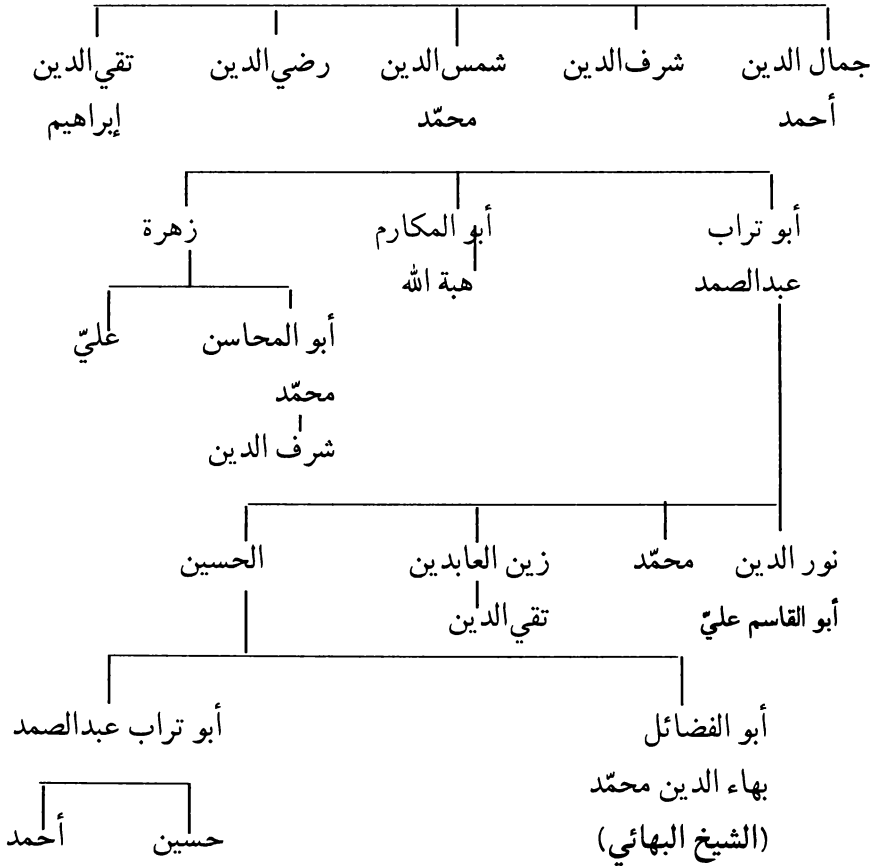 جمال الدين شرف‌الدين شمس‌الدين رضي‌الدين تقي‌الدين
أحمد محمّد إبراهيم
أبو تراب أبو المكارم زهرة
عبدالصمد هبة الله
أبو المحاسن عليّ
محمّد
شرف الدين
نور الدين محمّد زين العابدين الحسين
أبو القاسم عليّ تقي‌الدين
أبو الفضائل أبو تراب عبدالصمد
بهاء الدين محمّد
(الشيخ البهائي) حسين أحمد